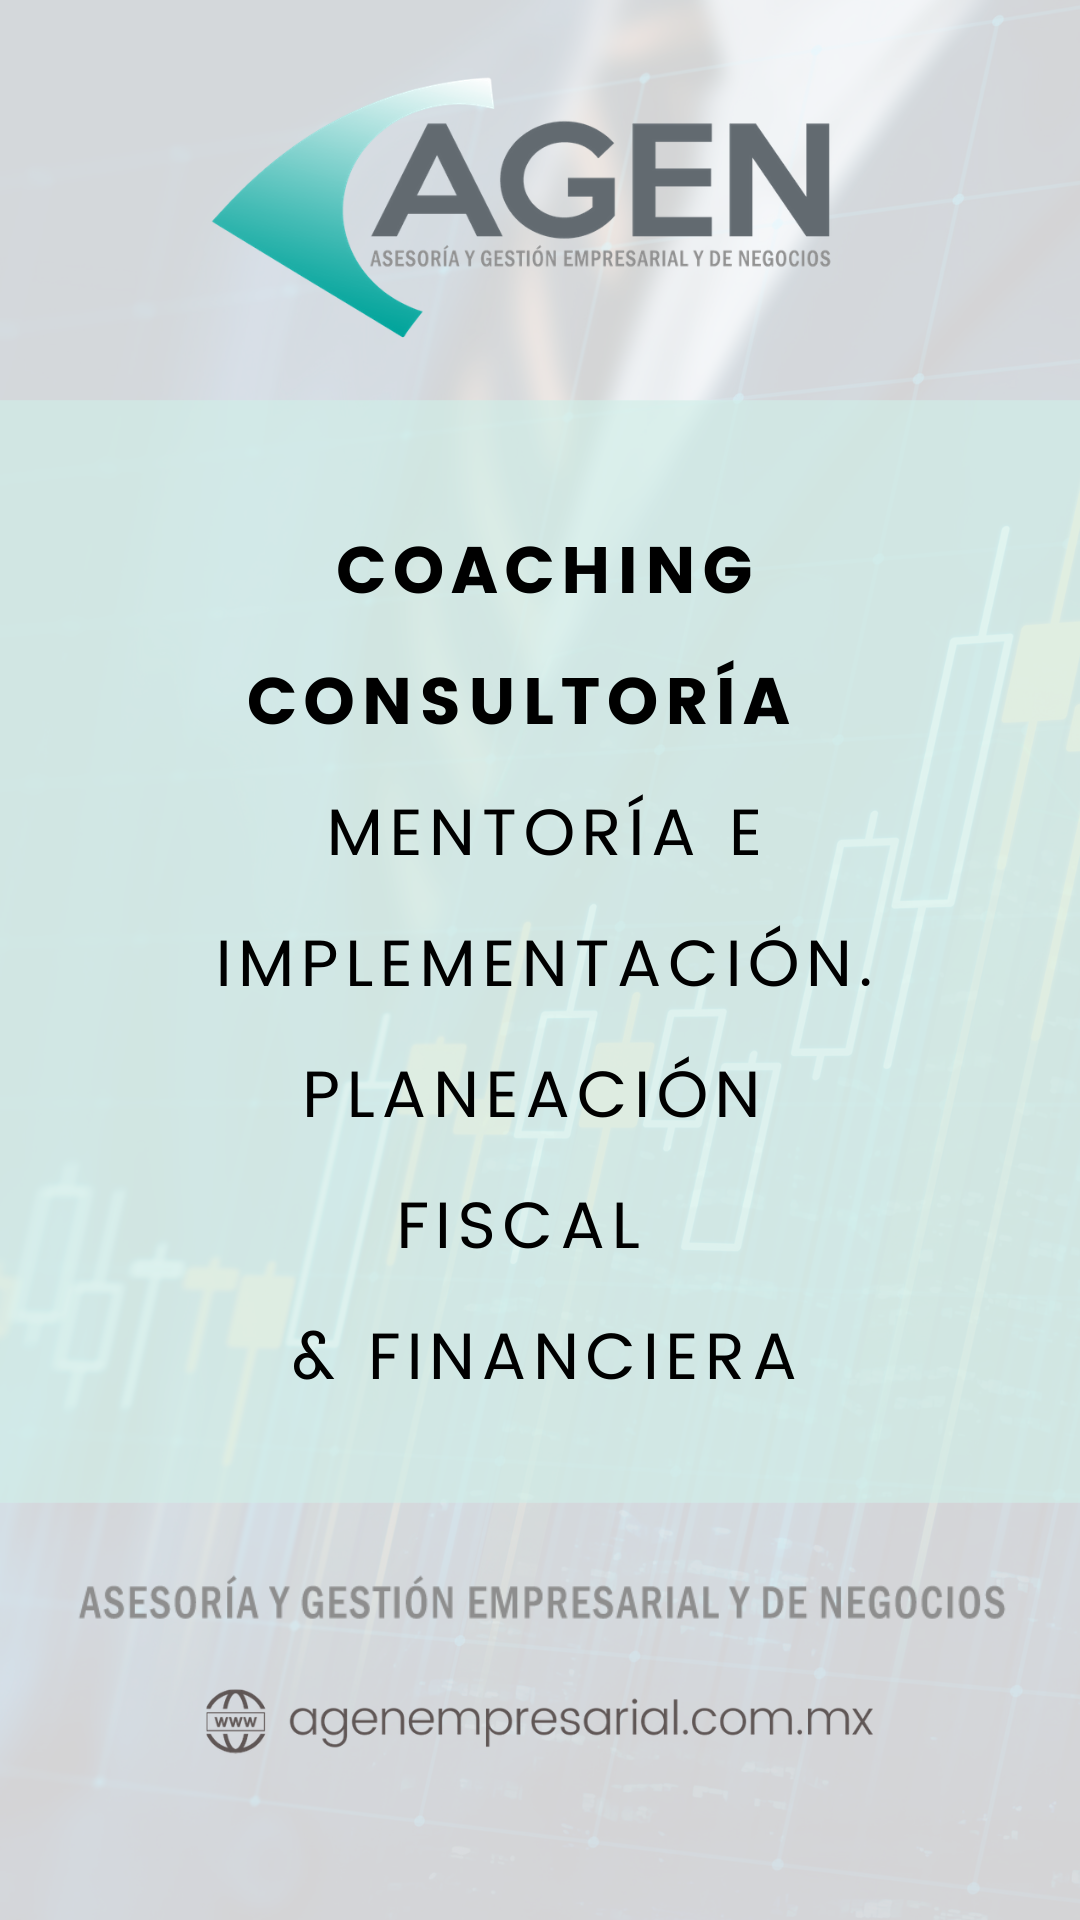 AGEN
ASESORÍA Y GESTIÓN EMPRESARIAL Y DE NEGOCIOS
COACHING
CONSULTORÍA
MENTORÍA E
IMPLEMENTACIÓN.
PLANEACIÓN
FISCAL
& FINANCIERA
ASESORÍA Y GESTIÓN EMPRESARIAL Y DE NEGOCIOS
www agenempresarial.com.mx